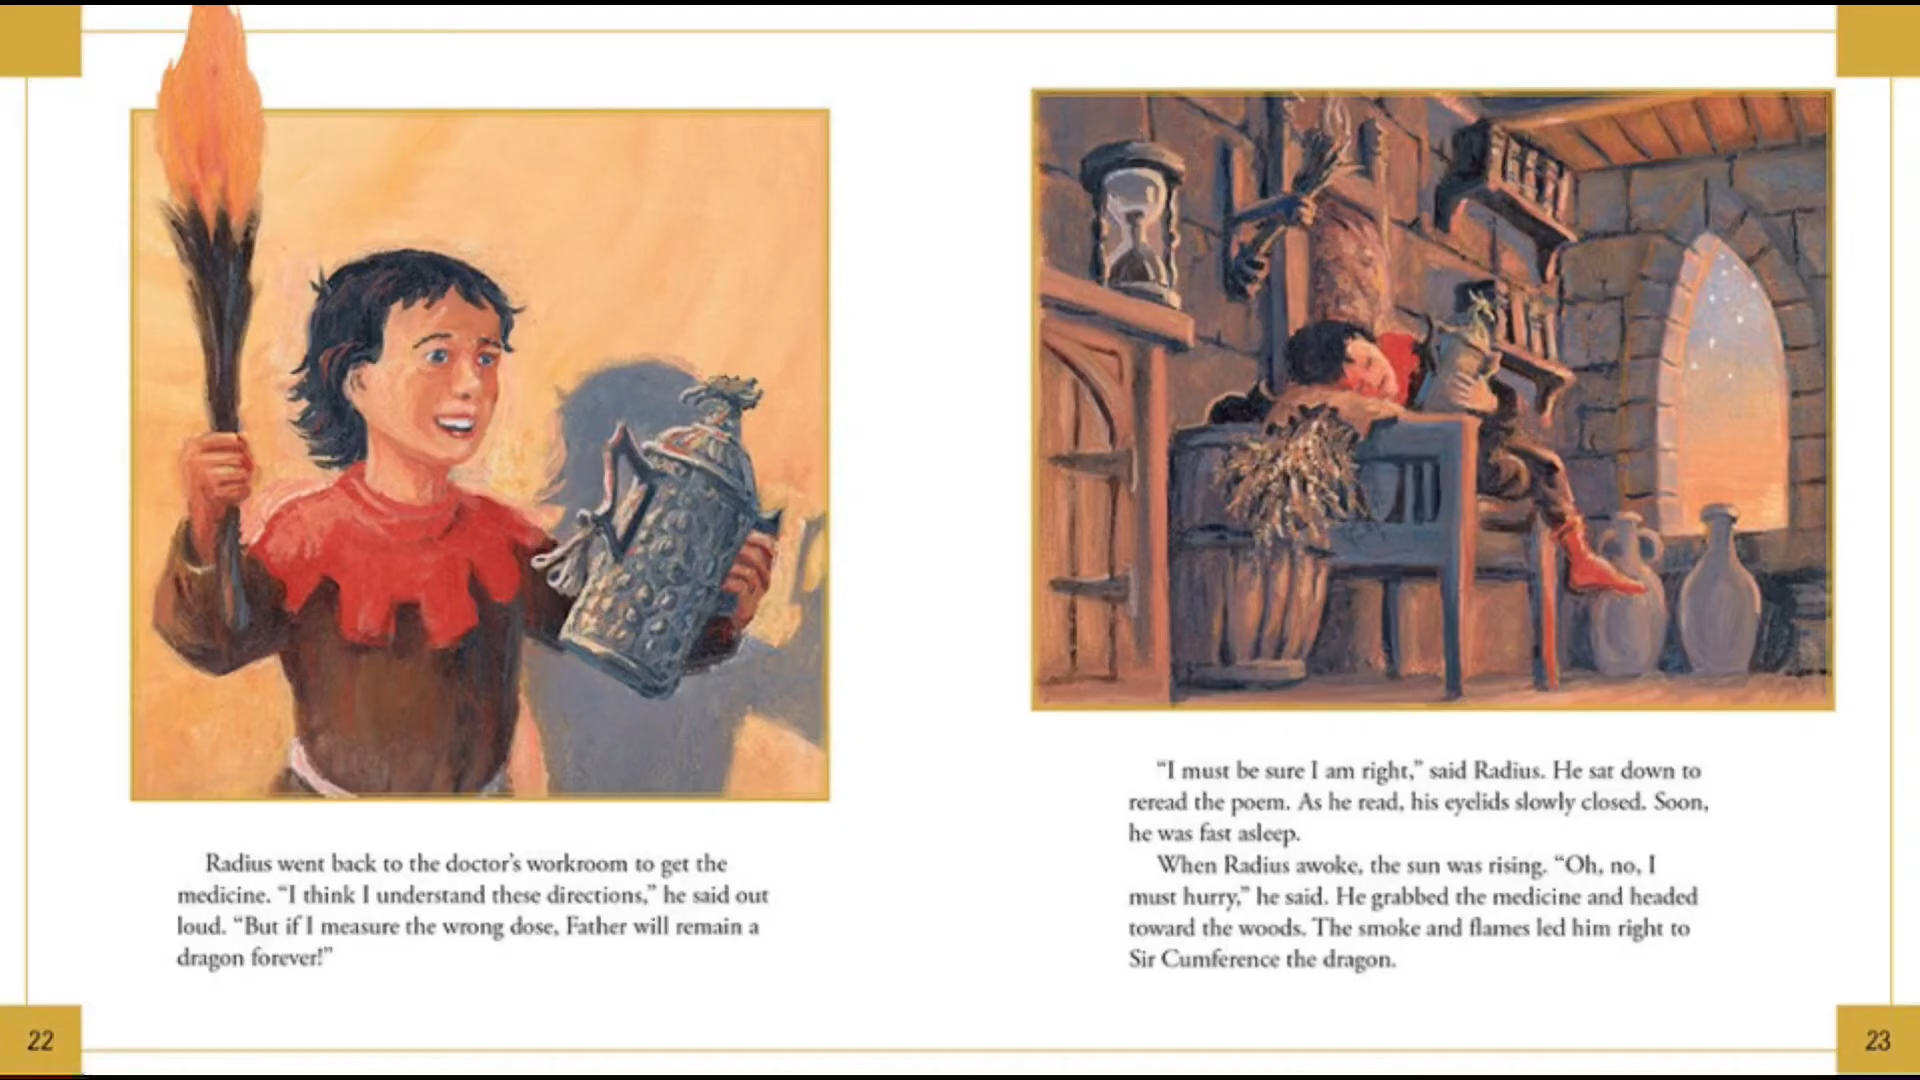 Radius went back to the doctor's workroom to get the
medicine. “I think I understand these directions,” he said out
loud. “But if I measure the wrong dose, Father will remain a
dragon forever!”
22
“I must be sure I am right,” said Radius. He sat down to
reread the poem. As he read, his eyelids slowly closed. Soon,
he was fast asleep.
When Radius awoke, the sun was rising. “Oh, no, I
must hurry,” he said. He grabbed the medicine and headed
toward the woods. The smoke and flames led him right to
Sir Cumference the dragon.
23